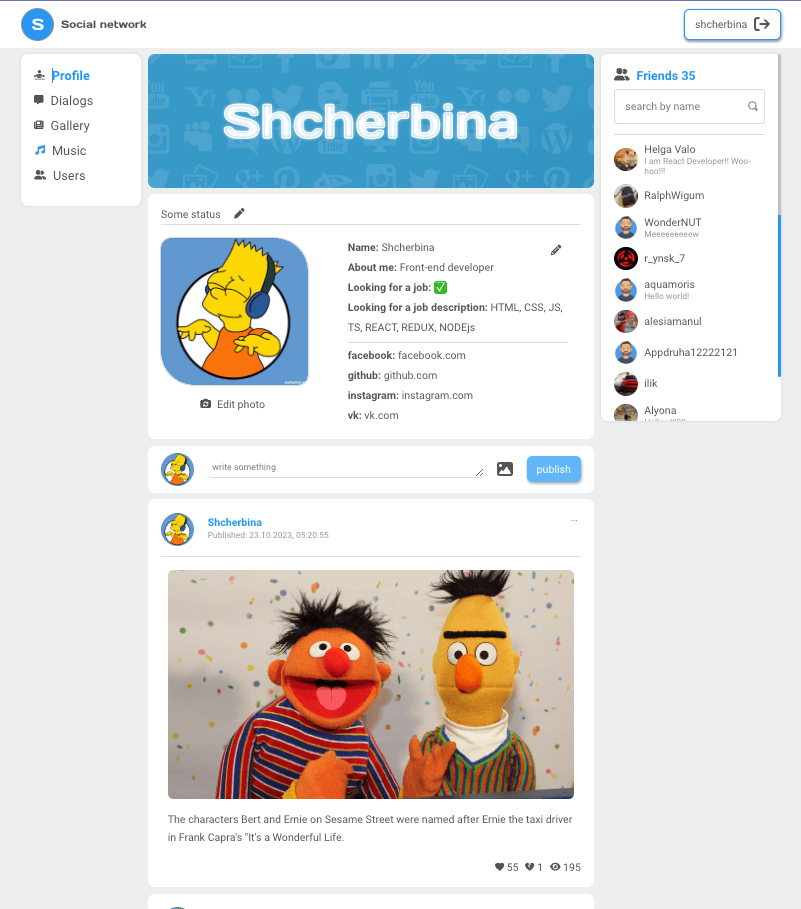 S Social network
shcherbina
Profile
Dialogs
Gallery
Music
Users
Shcherbina
Some status
Name: Shcherbina
About me: Front-end developer
Looking for a job: ✅
Looking for a job description: HTML, CSS, JS,
TS, REACT, REDUX, NODEjs
facebook: facebook.com
github: github.com
instagram: instagram.com
vk: vk.com
Edit photo
write something
publish
Shcherbina
...
Published: 23.10.2023, 05:20:55
The characters Bert and Ernie on Sesame Street were named after Ernie the taxi driver
in Frank Capra's "It's a Wonderful Life.
55 1 195
Friends 35
search by name
Helga Valo
I am React Developer!! Woo-
hoo!!!
RalphWigum
WonderNUT
Meeeeeeeeew
r_ynsk_7
aquamoris
Hello world!
alesiamanul
Appdruha12222121
ilik
Alyona